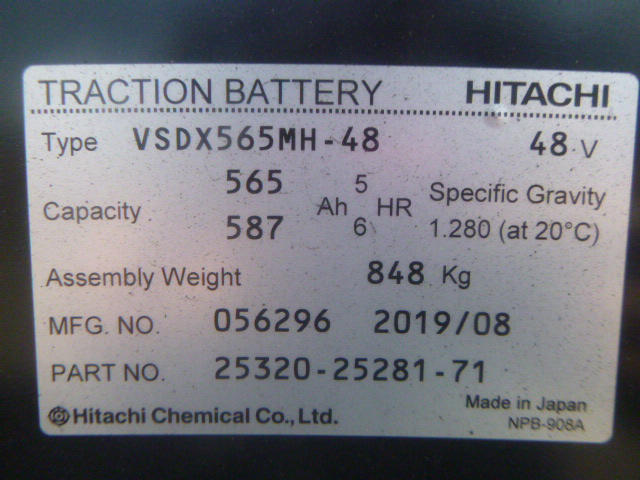 TRACTION BATTERY HITACHI
Type VSDX565MH-48 48 V
Capacity 565 Ah 5 HR Specific Gravity
587 6 1.280 (at 20°C)
Assembly Weight 848 Kg
MFG. NO. 056296 2019/08
PART NO. 25320-25281-71
Hitachi Chemical Co., Ltd. Made in Japan
NPB-908A